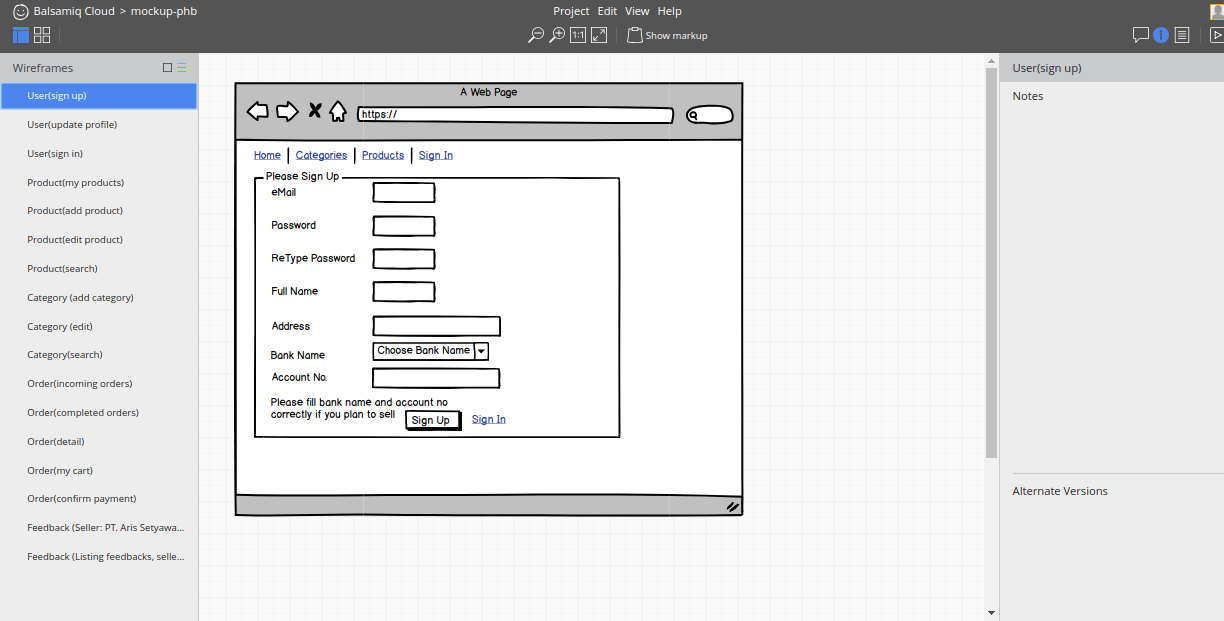 Balsamiq Cloud > mockup-phb
Project Edit View Help
1:1 Show markup
Wireframes
User(sign up)
User(update profile)
User(sign in)
Product(my products)
Product(add product)
Product(edit product)
Product(search)
Category (add category)
Category (edit)
Category(search)
Order(incoming orders)
Order(completed orders)
Order(detail)
Order(my cart)
Order(confirm payment)
Feedback (Seller: PT. Aris Setyawa...
Feedback (Listing feedbacks, selle...
A Web Page
https://
Home | Categories | Products | Sign In
Please Sign Up
eMail
Password
ReType Password
Full Name
Address
Bank Name Choose Bank Name
Account No.
Please fill bank name and account no
correctly if you plan to sell
Sign Up Sign In
User(sign up)
Notes
Alternate Versions